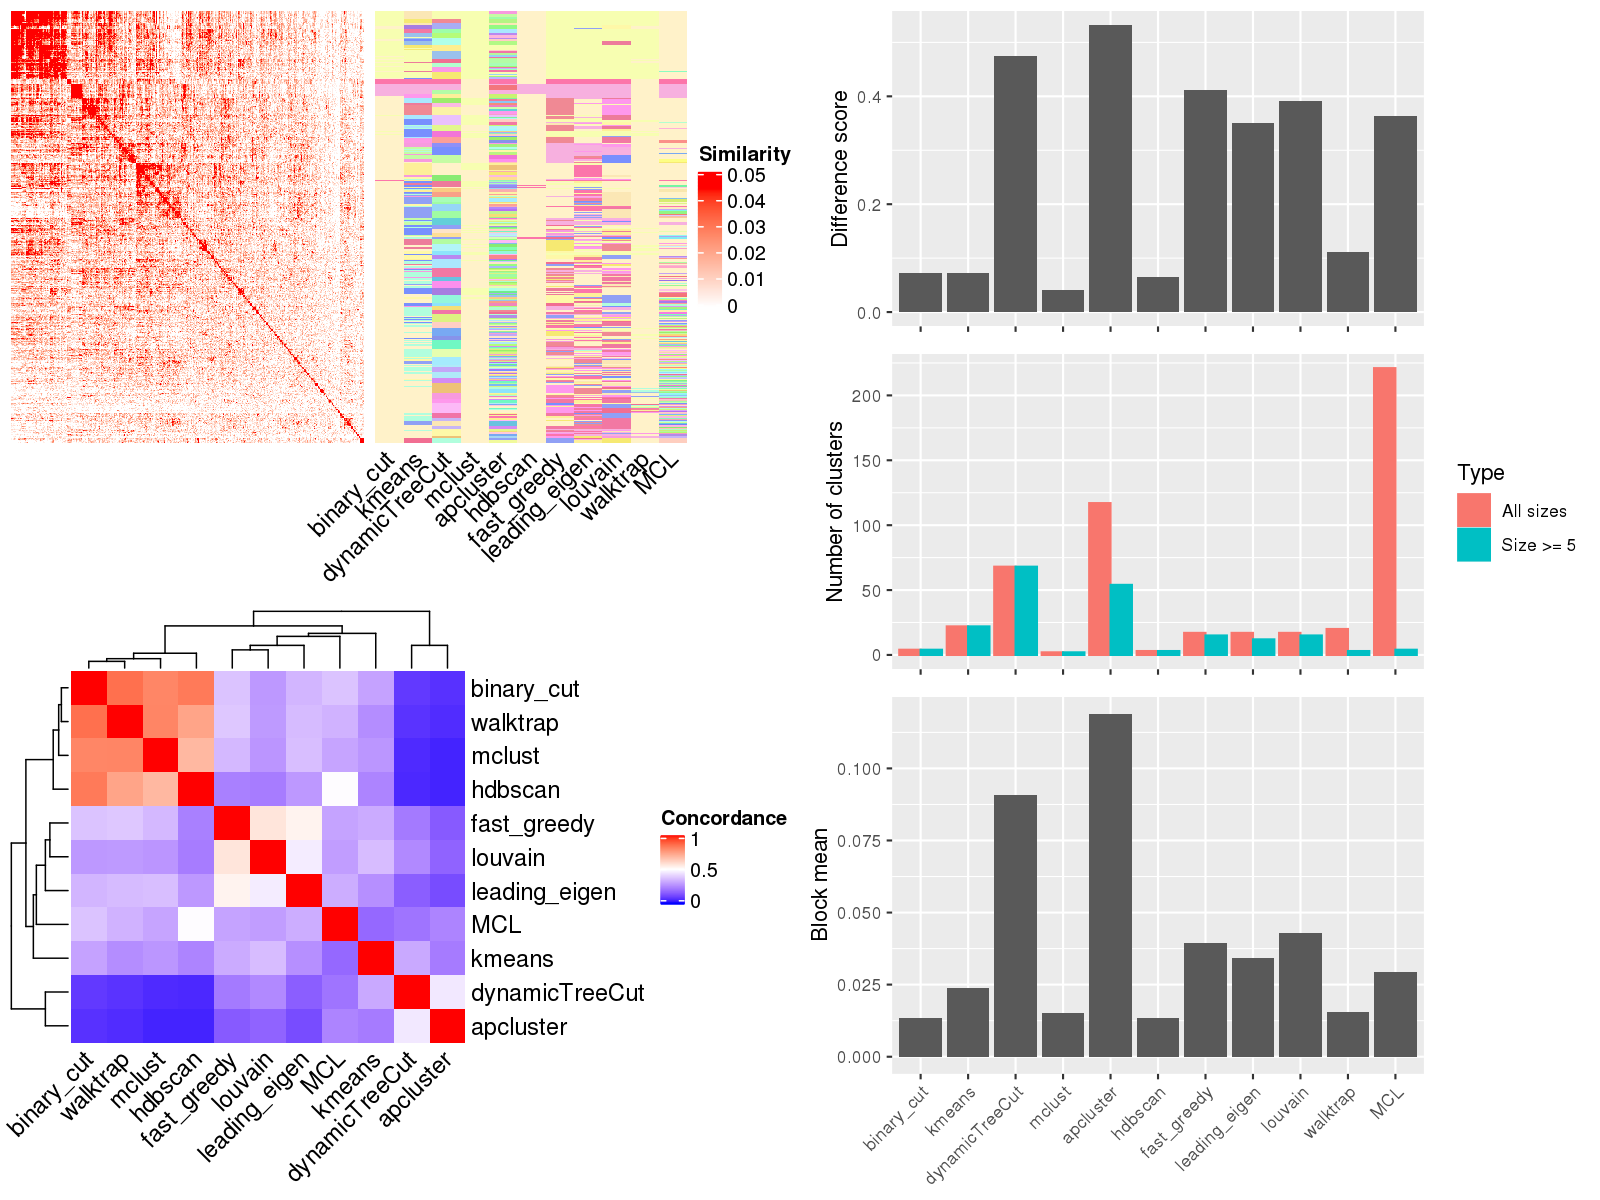 Similarity
0.05
0.04
0.03
0.02
0.01
0
binary_cut
kmeans
dynamicTreeCut
mclust
apcluster
hdbscan
fast_greedy
leading_eigen
louvain
walktrap
MCL
binary_cut
walktrap
mclust
hdbscan
fast_greedy
louvain
leading_eigen
MCL
kmeans
dynamicTreeCut
apcluster
Concordance
1
0.5
0
binary_cut
walktrap
mclust
hdbscan
fast_greedy
louvain
leading_eigen
MCL
kmeans
dynamicTreeCut
apcluster
Difference score
0.4
0.2
0.0
Number of clusters
200
150
100
50
0
Type
All sizes
Size >= 5
Block mean
0.100
0.075
0.050
0.025
0.000
binary_cut
kmeans
dynamicTreeCut
mclust
apcluster
hdbscan
fast_greedy
leading_eigen
louvain
walktrap
MCL